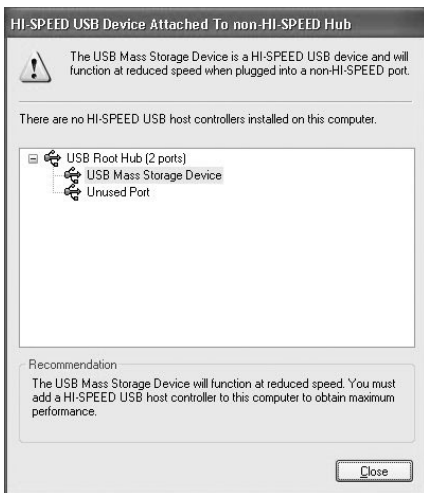 HI-SPEED USB Device Attached To non-HI-SPEED Hub
The USB Mass Storage Device is a HI-SPEED USB device and will
function at reduced speed when plugged into a non-HI-SPEED port.
There are no HI-SPEED USB host controllers installed on this computer.
USB Root Hub (2 ports)
USB Mass Storage Device
Unused Port
Recommendation
The USB Mass Storage Device will function at reduced speed. You must
add a HI-SPEED USB host controller to this computer to obtain maximum
performance.
Close